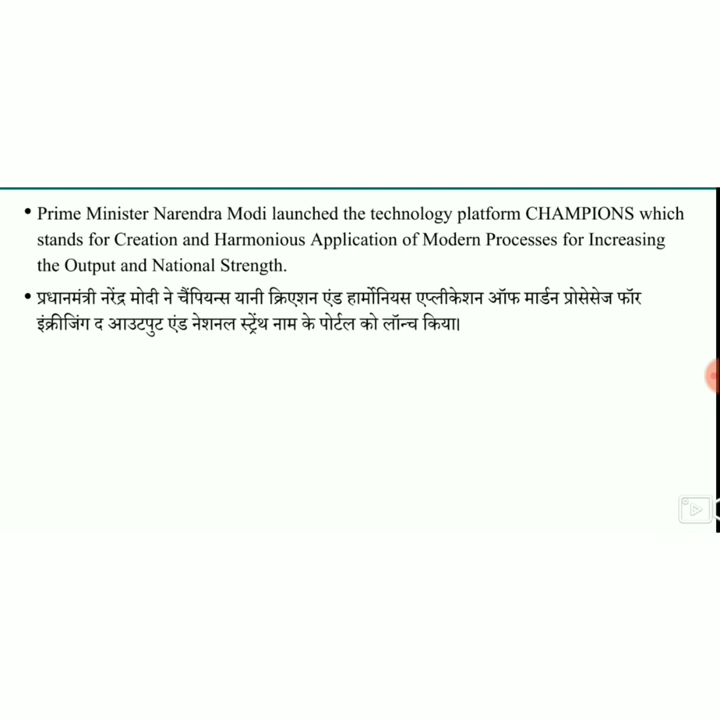 • Prime Minister Narendra Modi launched the technology platform CHAMPIONS which
stands for Creation and Harmonious Application of Modern Processes for Increasing
the Output and National Strength.
• प्रधानमंत्री नरेंद्र मोदी ने चैंपियन्स यानी क्रिएशन एंड हार्मोनियस एप्लीकेशन ऑफ मार्डन प्रोसेसेज फॉर
इंक्रीजिंग द आउटपुट एंड नेशनल स्ट्रेंथ नाम के पोर्टल को लॉन्च किया।